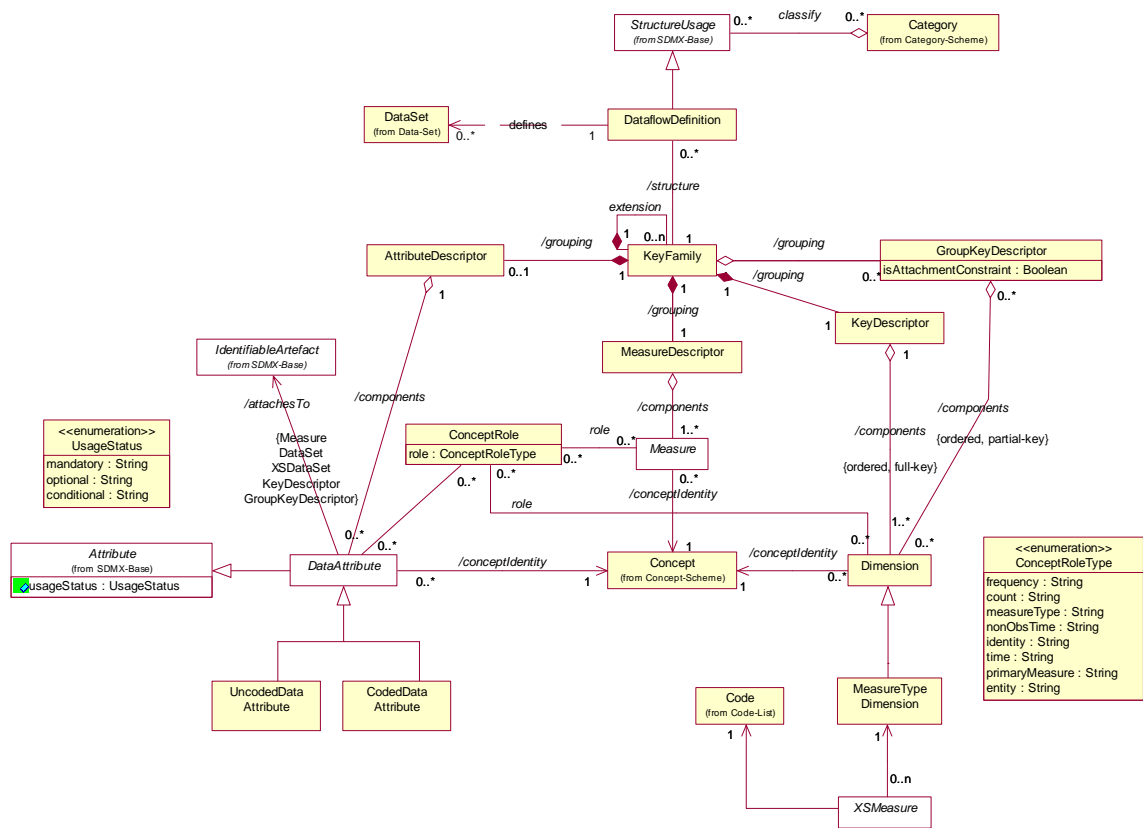 StructureUsage
(from SDMX-Base)
0..*
classify
0..*
Category
(from Category-Scheme)
DataSet
(from Data-Set)
0..*
defines
1
DataflowDefinition
0..*
/structure
extension
1
0..n
1
/grouping
AttributeDescriptor
0..1
1
KeyFamily
/grouping
GroupKeyDescriptor
isAttachmentConstraint : Boolean
0..*
0..*
/grouping
1
1
1
1
/grouping
1
KeyDescriptor
1
MeasureDescriptor
IdentifiableArtefact
(from SDMX-Base)
/attachesTo
/components
/components
/components
{ordered, partial-key}
/components
{ordered, full-key}
<<enumeration>>
UsageStatus
mandatory : String
optional : String
conditional : String
{Measure
DataSet
XSDataSet
KeyDescriptor
GroupKeyDescriptor}
ConceptRole
role : ConceptRoleType
0..*
role
0..*
1..*
Measure
0..*
0..*
0..*
/conceptIdentity
role
1..*
0..*
0..*
0..*
0..*
Attribute
(from SDMX-Base)
usageStatus : UsageStatus
DataAttribute
0..*
/conceptIdentity
1
1
Concept
(from Concept-Scheme)
/conceptIdentity
1
0..*
Dimension
<<enumeration>>
ConceptRoleType
frequency : String
count : String
measureType : String
nonObsTime : String
identity : String
time : String
primaryMeasure : String
entity : String
UncodedData
Attribute
CodedData
Attribute
Code
(from Code-List)
1
MeasureType
Dimension
1
0..n
XSMeasure